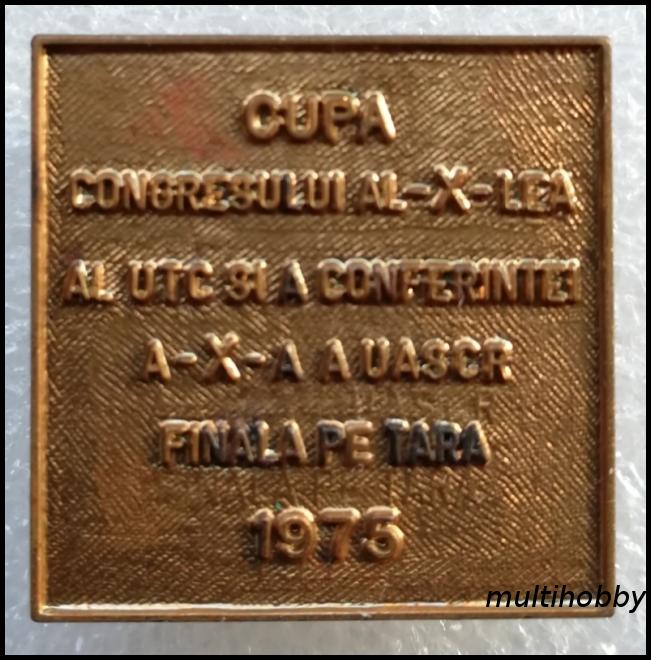 CUPA
CONGRESULUI AL-X-LEA
AL UTC SI A CONFERINTEI
A-X-A A UASCR
FINALA PE TARA
1975
multihobby